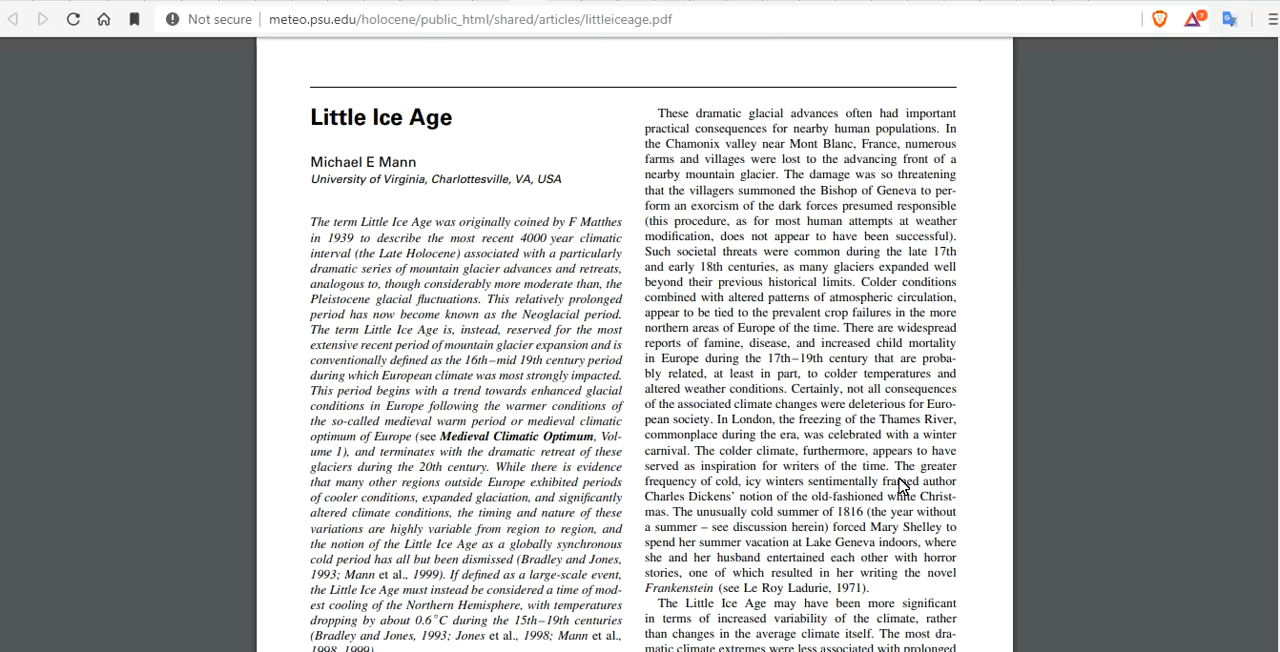 Not secure
meteo.psu.edu/holocene/public_html/shared/articles/littleiceage.pdf
7
Little Ice Age
Michael E Mann
University of Virginia, Charlottesville, VA, USA
The term Little Ice Age was originally coined by F Matthes
in 1939 to describe the most recent 4000 year climatic
interval (the Late Holocene) associated with a particularly
dramatic series of mountain glacier advances and retreats,
analogous to, though considerably more moderate than, the
Pleistocene glacial fluctuations. This relatively prolonged
period has now become known as the Neoglacial period.
The term Little Ice Age is, instead, reserved for the most
extensive recent period of mountain glacier expansion and is
conventionally defined as the 16th–mid 19th century period
during which European climate was most strongly impacted.
This period begins with a trend towards enhanced glacial
conditions in Europe following the warmer conditions of
the so-called medieval warm period or medieval climatic
optimum of Europe (see Medieval Climatic Optimum, Vol-
ume 1), and terminates with the dramatic retreat of these
glaciers during the 20th century. While there is evidence
that many other regions outside Europe exhibited periods
of cooler conditions, expanded glaciation, and significantly
altered climate conditions, the timing and nature of these
variations are highly variable from region to region, and
the notion of the Little Ice Age as a globally synchronous
cold period has all but been dismissed (Bradley and Jones,
1993; Mann et al., 1999). If defined as a large-scale event,
the Little Ice Age must instead be considered a time of mod-
est cooling of the Northern Hemisphere, with temperatures
dropping by about 0.6°C during the 15th–19th centuries
(Bradley and Jones, 1993; Jones et al., 1998; Mann et al.,
1998, 1999).
These dramatic glacial advances often had important
practical consequences for nearby human populations. In
the Chamonix valley near Mont Blanc, France, numerous
farms and villages were lost to the advancing front of a
nearby mountain glacier. The damage was so threatening
that the villagers summoned the Bishop of Geneva to per-
form an exorcism of the dark forces presumed responsible
(this procedure, as for most human attempts at weather
modification, does not appear to have been successful).
Such societal threats were common during the late 17th
and early 18th centuries, as many glaciers expanded well
beyond their previous historical limits. Colder conditions
combined with altered patterns of atmospheric circulation,
appear to be tied to the prevalent crop failures in the more
northern areas of Europe of the time. There are widespread
reports of famine, disease, and increased child mortality
in Europe during the 17th–19th century that are proba-
bly related, at least in part, to colder temperatures and
altered weather conditions. Certainly, not all consequences
of the associated climate changes were deleterious for Euro-
pean society. In London, the freezing of the Thames River,
commonplace during the era, was celebrated with a winter
carnival. The colder climate, furthermore, appears to have
served as inspiration for writers of the time. The greater
frequency of cold, icy winters sentimentally framed author
Charles Dickens' notion of the old-fashioned white Christ-
mas. The unusually cold summer of 1816 (the year without
a summer – see discussion herein) forced Mary Shelley to
spend her summer vacation at Lake Geneva indoors, where
she and her husband entertained each other with horror
stories, one of which resulted in her writing the novel
Frankenstein (see Le Roy Ladurie, 1971).
The Little Ice Age may have been more significant
in terms of increased variability of the climate, rather
than changes in the average climate itself. The most dra-
matic climate extremes were less associated with prolonged